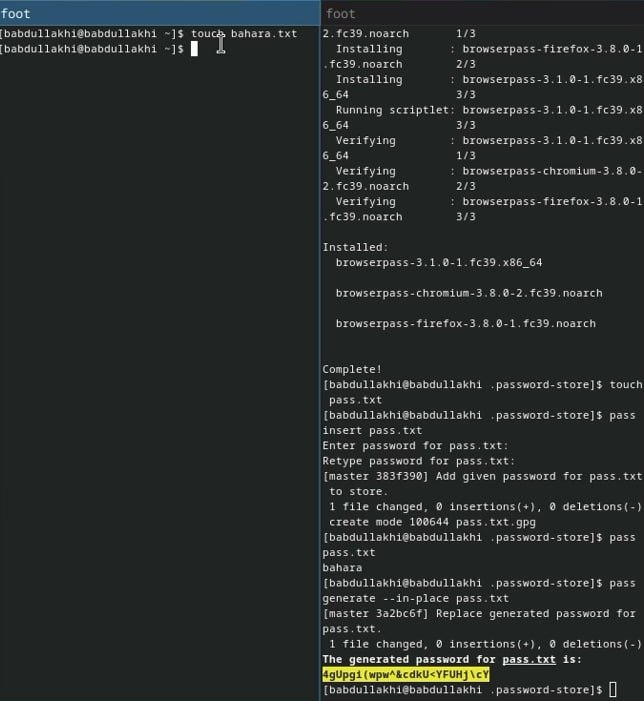 foot
[babdullakhi@babdullakhi ~]$ touch bahara.txt
[babdullakhi@babdullakhi ~]$
foot
2.fc39.noarch 1/3
Installing : browserpass-firefox-3.8.0-1
.fc39.noarch 2/3
Installing : browserpass-3.1.0-1.fc39.x8
6_64 3/3
Running scriptlet: browserpass-3.1.0-1.fc39.x8
6_64 3/3
Verifying : browserpass-3.1.0-1.fc39.x8
6_64 1/3
Verifying : browserpass-chromium-3.8.0-
2.fc39.noarch 2/3
Verifying : browserpass-firefox-3.8.0-1
.fc39.noarch 3/3
Installed:
browserpass-3.1.0-1.fc39.x86_64
browserpass-chromium-3.8.0-2.fc39.noarch
browserpass-firefox-3.8.0-1.fc39.noarch
Complete!
[babdullakhi@babdullakhi .password-store]$ touch
pass.txt
[babdullakhi@babdullakhi .password-store]$ pass
insert pass.txt
Enter password for pass.txt:
Retype password for pass.txt:
[master 383f390] Add given password for pass.txt
to store.
1 file changed, 0 insertions(+), 0 deletions(-)
create mode 100644 pass.txt.gpg
[babdullakhi@babdullakhi .password-store]$ pass
pass.txt
bahara
[babdullakhi@babdullakhi .password-store]$ pass
generate --in-place pass.txt
[master 3a2bc6f] Replace generated password for
pass.txt.
1 file changed, 0 insertions(+), 0 deletions(-)
The generated password for pass.txt is:
4gUpgi(wpw^&cdkU<YFUHj\cY
[babdullakhi@babdullakhi .password-store]$